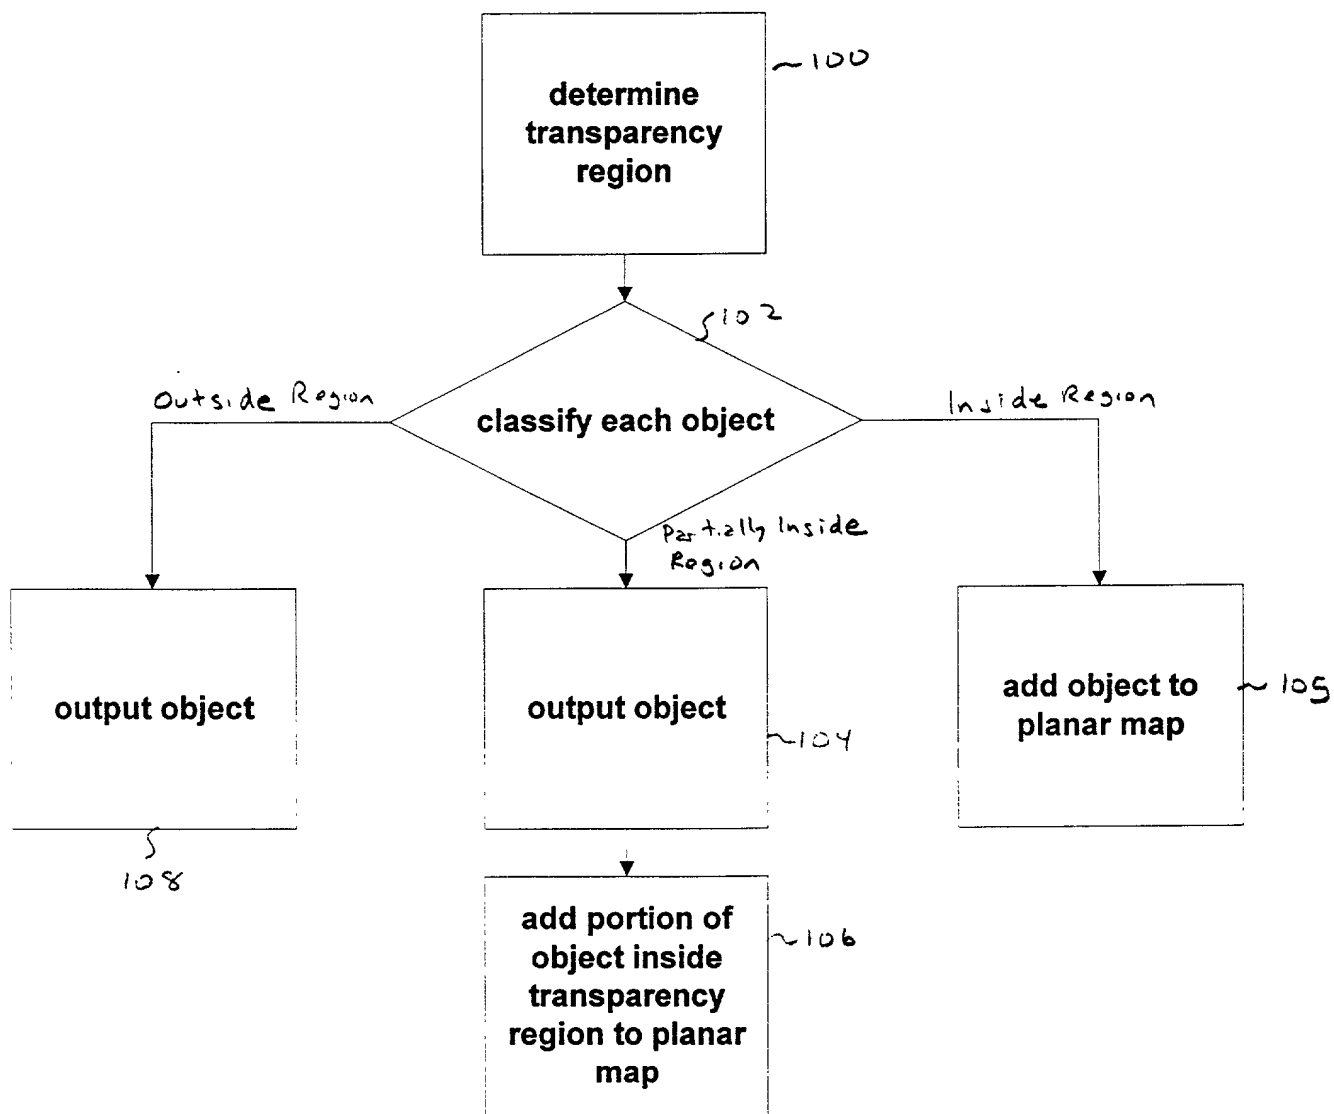 determine
transparency
region
100
102
Outside Region
classify each object
Inside Region
Partially Inside
Region
output object
108
output object
104
add object to
planar map
105
add portion of
object inside
transparency
region to planar
map
106